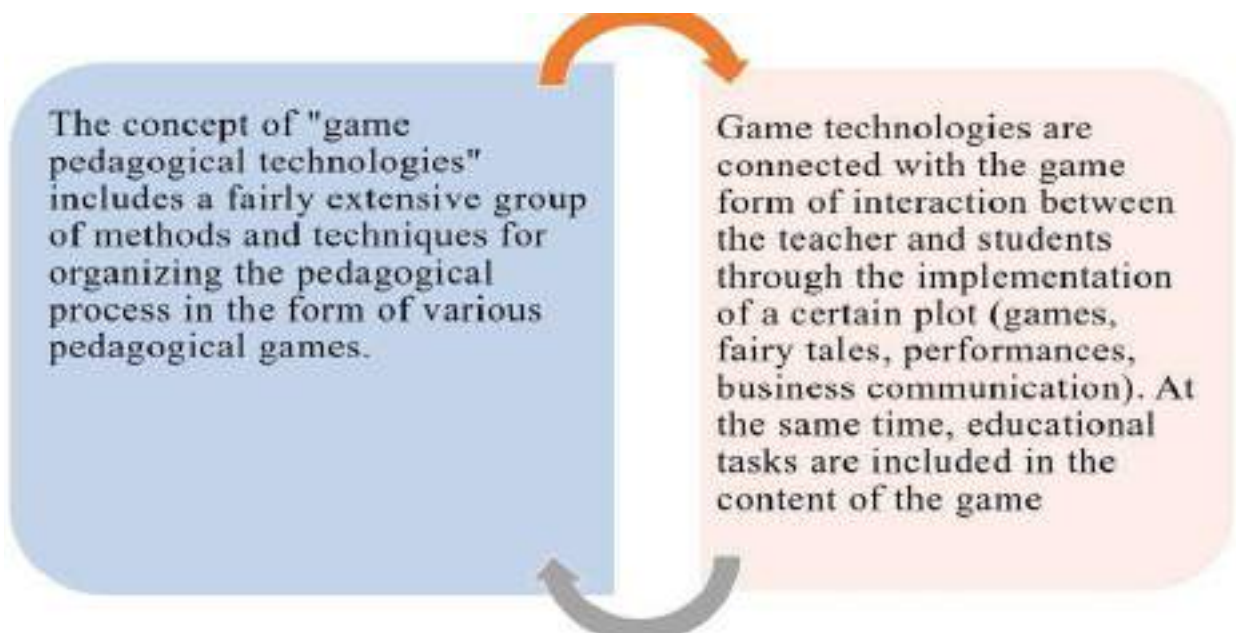 The concept of "game
pedagogical technologies"
includes a fairly extensive group
of methods and techniques for
organizing the pedagogical
process in the form of various
pedagogical games.
Game technologies are
connected with the game
form of interaction between
the teacher and students
through the implementation
of a certain plot (games,
fairy tales, performances,
business communication). At
the same time, educational
tasks are included in the
content of the game